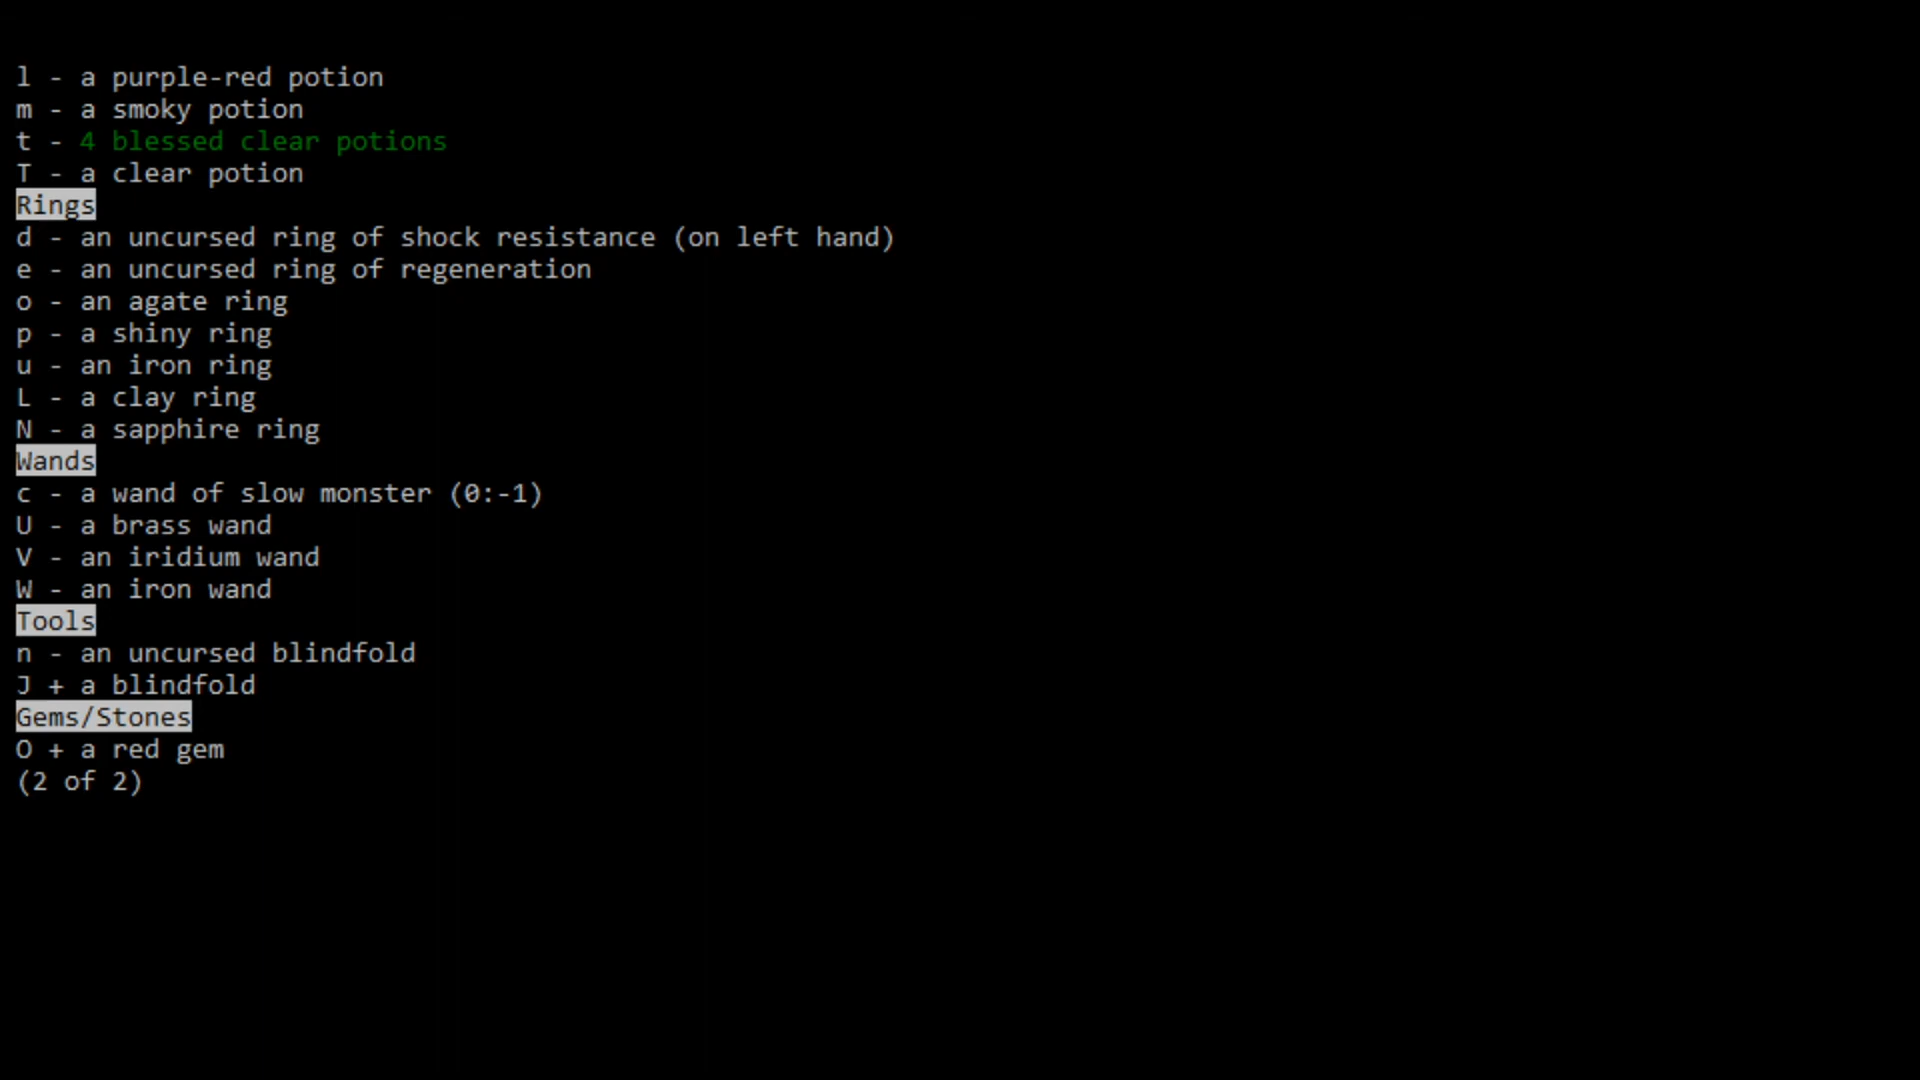 l - a purple-red potion
m - a smoky potion
t - 4 blessed clear potions
T - a clear potion
Rings
d - an uncursed ring of shock resistance (on left hand)
e - an uncursed ring of regeneration
o - an agate ring
p - a shiny ring
u - an iron ring
L - a clay ring
N - a sapphire ring
Wands
c - a wand of slow monster (0:-1)
U - a brass wand
V - an iridium wand
W - an iron wand
Tools
n - an uncursed blindfold
J + a blindfold
Gems/Stones
O + a red gem
(2 of 2)